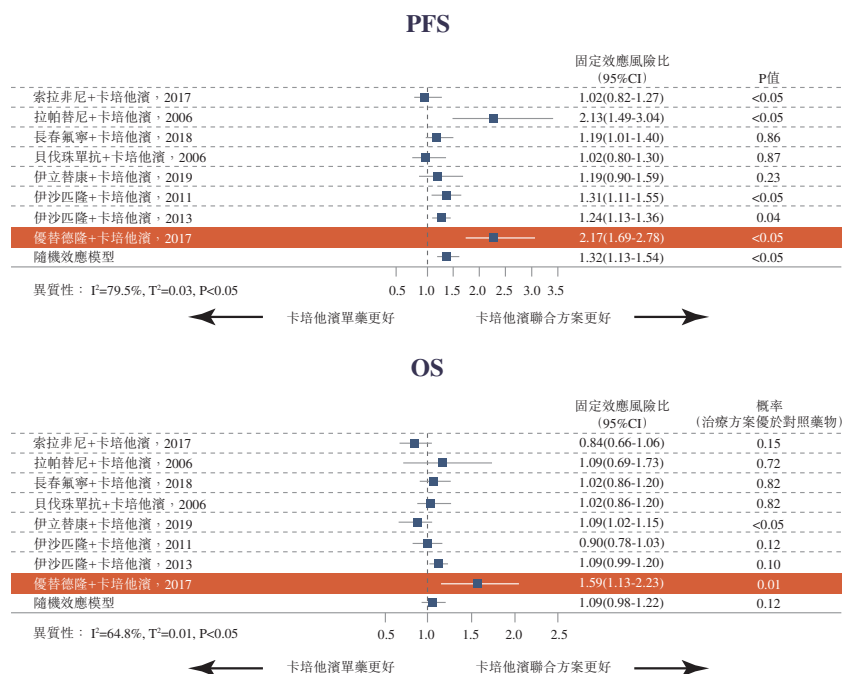 PFS
固定效應風險比
(95%CI) P值
索拉非尼+卡培他濱，2017 1.02(0.82-1.27) <0.05
拉帕替尼+卡培他濱，2006 2.13(1.49-3.04) <0.05
長春氟寧+卡培他濱，2018 1.19(1.01-1.40) 0.86
貝伐珠單抗+卡培他濱，2006 1.02(0.80-1.30) 0.87
伊立替康+卡培他濱，2019 1.19(0.90-1.59) 0.23
伊沙匹隆+卡培他濱，2011 1.31(1.11-1.55) <0.05
伊沙匹隆+卡培他濱，2013 1.24(1.13-1.36) 0.04
優替德隆+卡培他濱，2017 2.17(1.69-2.78) <0.05
隨機效應模型 1.32(1.13-1.54) <0.05
異質性： I²=79.5%, T²=0.03, P<0.05 0.5 1.0 1.5 2.0 2.5 3.0 3.5
卡培他濱單藥更好 卡培他濱聯合方案更好
OS
固定效應風險比 概率
(95%CI) (治療方案優於對照藥物)
索拉非尼+卡培他濱，2017 0.84(0.66-1.06) 0.15
拉帕替尼+卡培他濱，2006 1.09(0.69-1.73) 0.72
長春氟寧+卡培他濱，2018 1.02(0.86-1.20) 0.82
貝伐珠單抗+卡培他濱，2006 1.02(0.86-1.20) 0.82
伊立替康+卡培他濱，2019 1.09(1.02-1.15) <0.05
伊沙匹隆+卡培他濱，2011 0.90(0.78-1.03) 0.12
伊沙匹隆+卡培他濱，2013 1.09(0.99-1.20) 0.10
優替德隆+卡培他濱，2017 1.59(1.13-2.23) 0.01
隨機效應模型 1.09(0.98-1.22) 0.12
異質性： I²=64.8%, T²=0.01, P<0.05 0.5 1.0 1.5 2.0 2.5
卡培他濱單藥更好 卡培他濱聯合方案更好